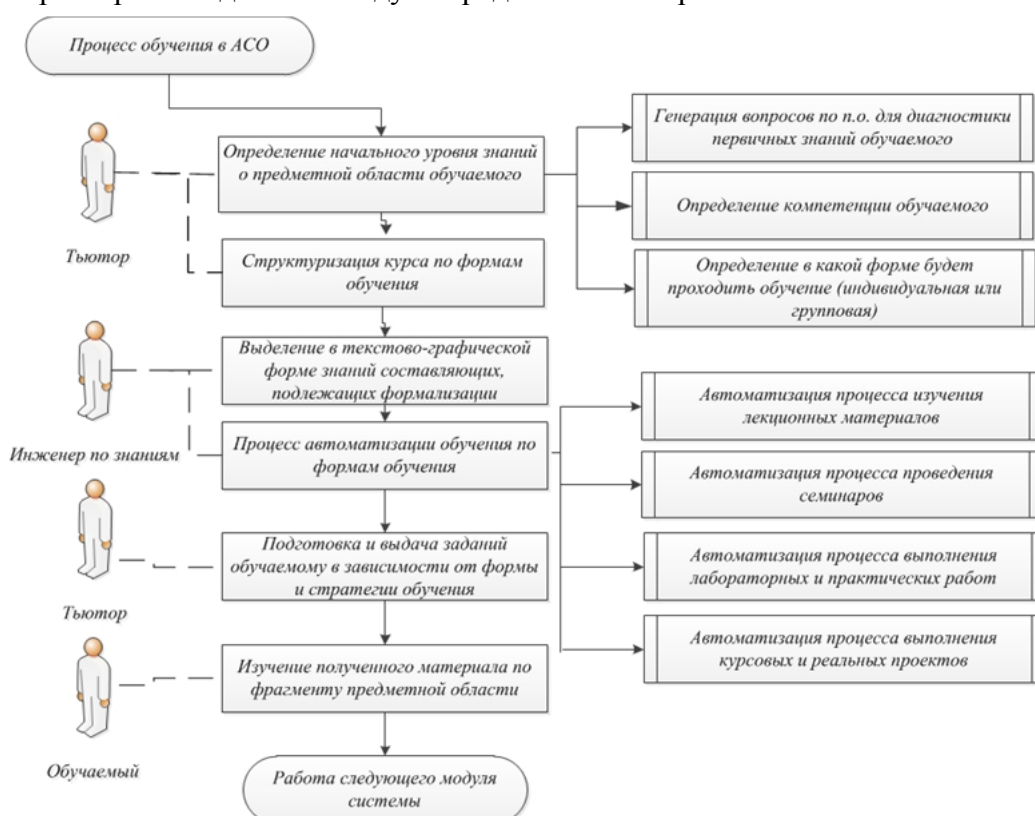 Процесс обучения в АСО
Определение начального уровня знаний
о предметной области обучаемого
Генерация вопросов по п.о. для диагностики
первичных знаний обучаемого
Определение компетенции обучаемого
Определение в какой форме будет
проходить обучение (индивидуальная или
групповая)
Тьютор
Структуризация курса по формам
обучения
Выделение в текстово-графической
форме знаний составляющих,
подлежащих формализации
Инженер по знаниям
Процесс автоматизации обучения по
формам обучения
Автоматизация процесса изучения
лекционных материалов
Автоматизация процесса проведения
семинаров
Автоматизация процесса выполнения
лабораторных и практических работ
Автоматизация процесса выполнения
курсовых и реальных проектов
Тьютор
Подготовка и выдача заданий
обучаемому в зависимости от формы
и стратегии обучения
Обучаемый
Изучение полученного материала по
фрагменту предметной области
Работа следующего модуля
системы